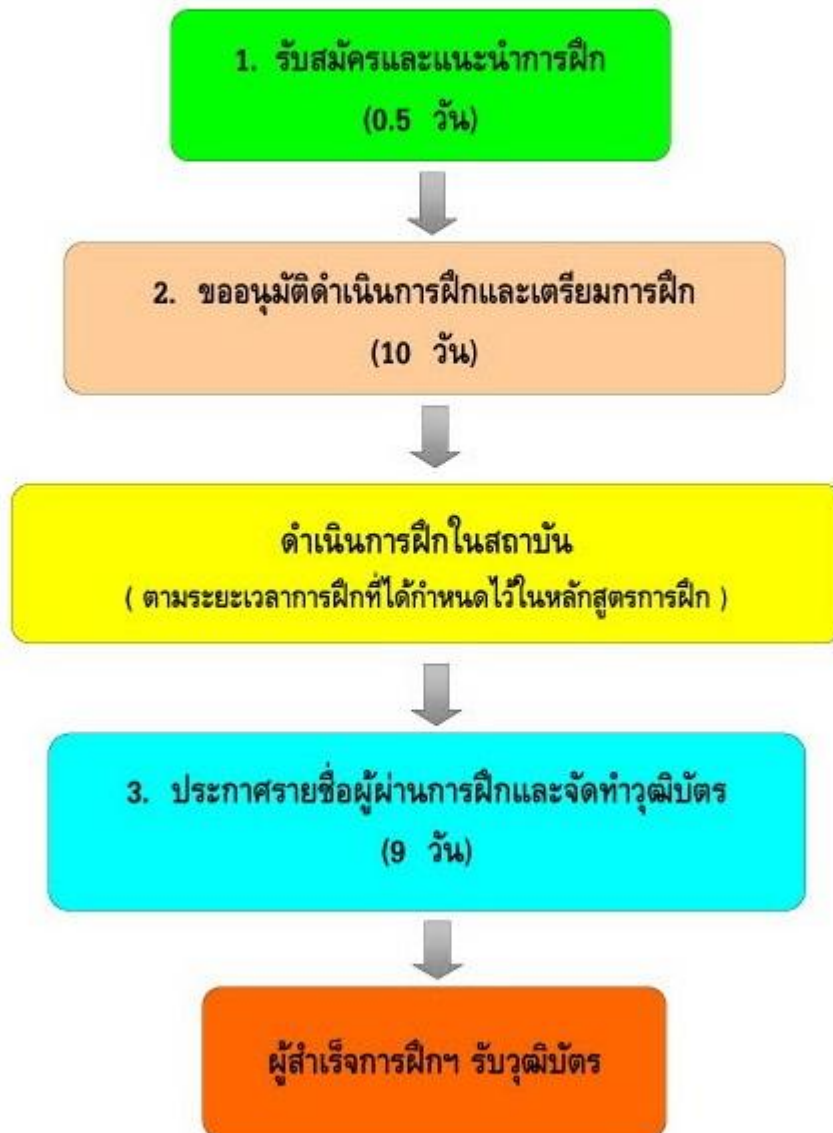 1. รับสมัครและแนะนำการฝึก
(0.5 วัน)
2. ขออนุมัติดำเนินการฝึกและเตรียมการฝึก
(10 วัน)
ดำเนินการฝึกในสถาบัน
( ตามระยะเวลาการฝึกที่ได้กำหนดไว้ในหลักสูตรการฝึก )
3. ประกาศรายชื่อผู้ผ่านการฝึกและจัดทำวุฒิบัตร
(9 วัน)
ผู้สำเร็จการฝึกฯ รับวุฒิบัตร